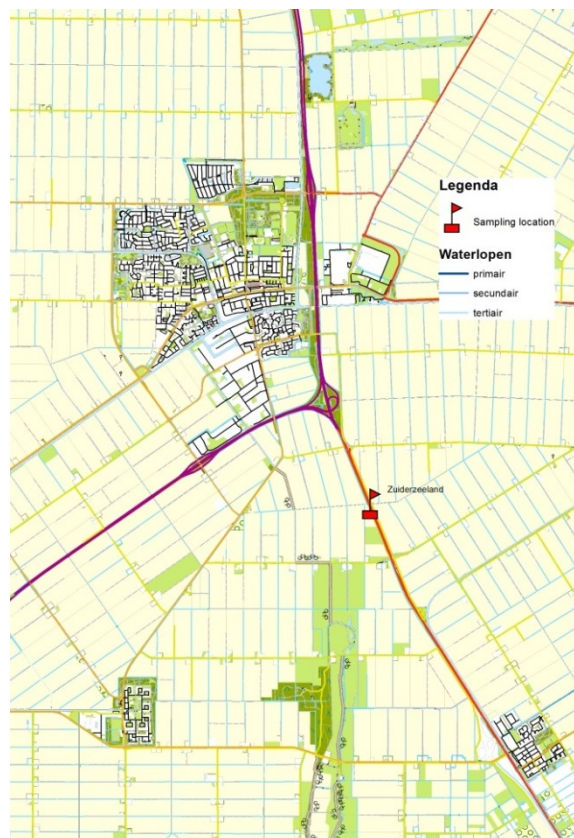 Legenda
Sampling location
Waterlopen
primair
secundair
tertiair
Zuiderzeeland